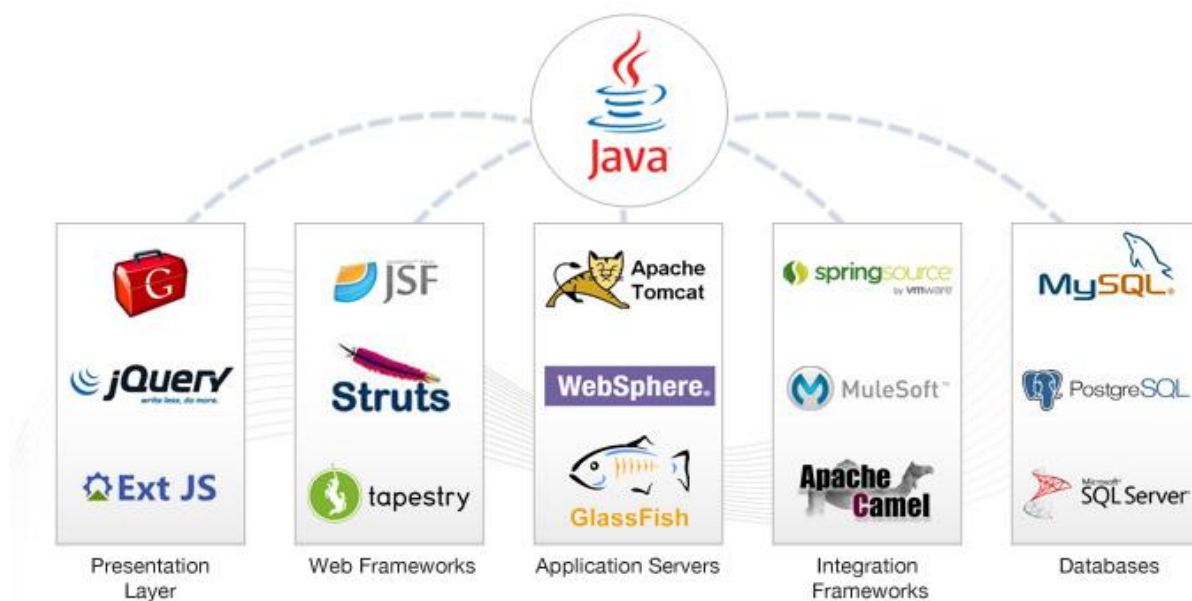 Java
G
jQuery
write less, do more.
Ext JS
Presentation
Layer
JSF
Struts
tapestry
Web Frameworks
Apache
Tomcat
WebSphere®
GlassFish
Application Servers
springsource
by vmware
MuleSoft™
Apache
Camel
Integration
Frameworks
MySQL®
PostgreSQL
Microsoft®
SQL Server
Databases